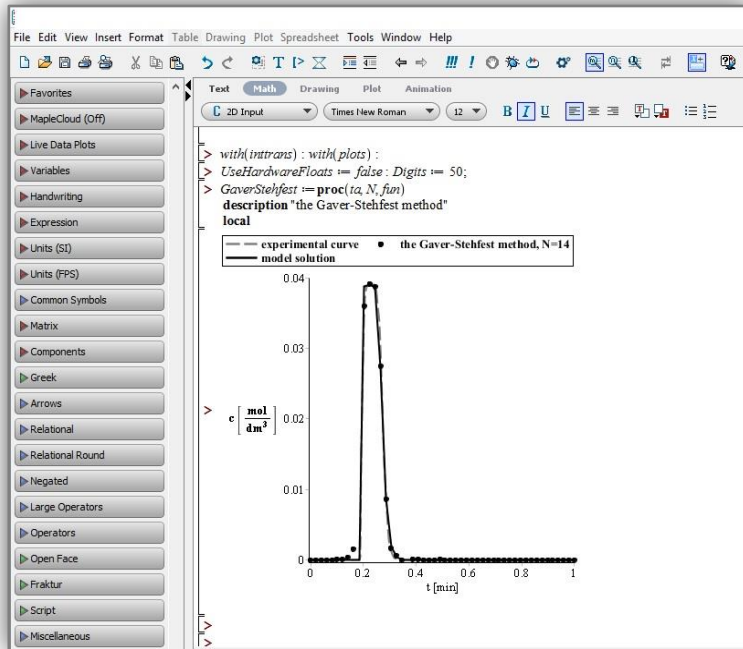 File Edit View Insert Format Table Drawing Plot Spreadsheet Tools Window Help
Favorites
MapleCloud (Off)
Live Data Plots
Variables
Handwriting
Expression
Units (SI)
Units (FPS)
Common Symbols
Matrix
Components
Greek
Arrows
Relational
Relational Round
Negated
Large Operators
Operators
Open Face
Fraktur
Script
Miscellaneous
Text Math Drawing Plot Animation
C 2D Input Times New Roman 12 B I U
> with(inttrans) : with(plots) :
> UseHardwareFloats := false : Digits := 50;
> GaverStehfest := proc(ta, N, fun)
description "the Gaver-Stehfest method"
local
experimental curve • the Gaver-Stehfest method, N=14
model solution
0.04
0.03
> c [mol/dm³] 0.02
0.01
0
0 0.2 0.4 0.6 0.8 1
t [min]
>
>